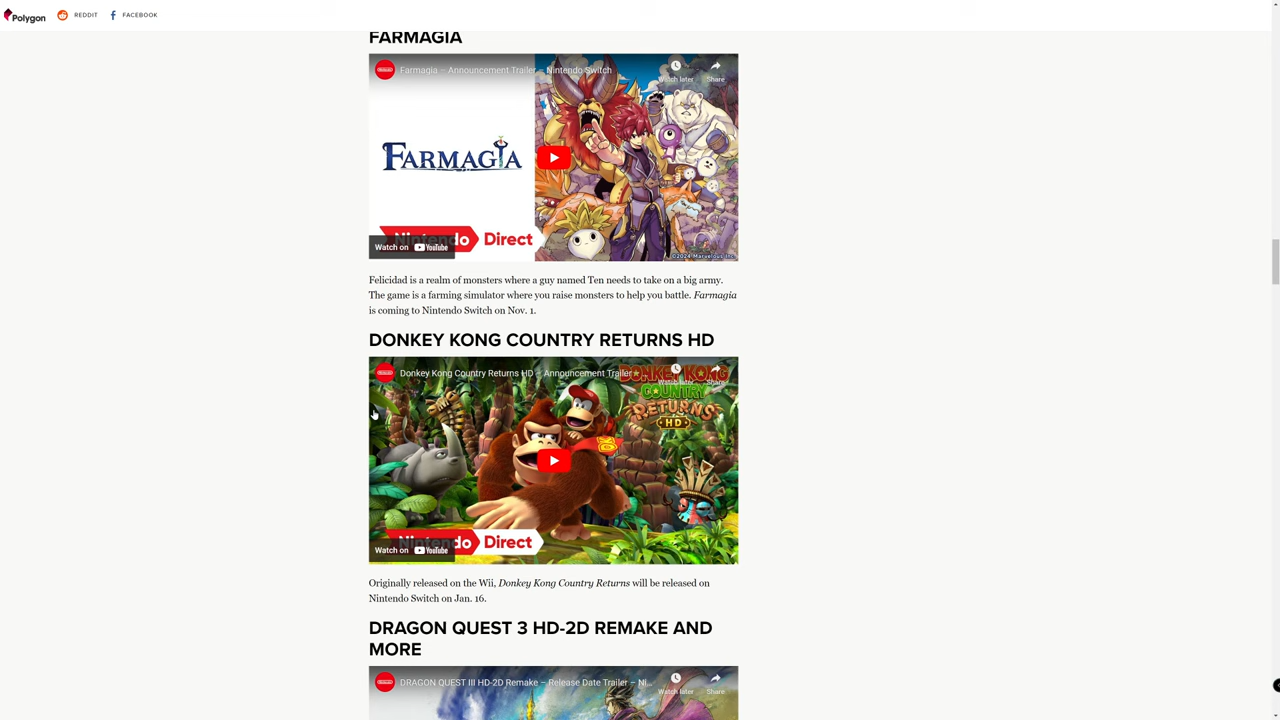 Polygon
REDDIT
FACEBOOK
FARMAGIA
Farmagia – Announcement Trailer – Nintendo Switch
Watch later
Share
FARMAGIA
Nintendo Direct
Watch on YouTube
©2024 Marvelous Inc.
Felicidad is a realm of monsters where a guy named Ten needs to take on a big army.
The game is a farming simulator where you raise monsters to help you battle. Farmagia
is coming to Nintendo Switch on Nov. 1.
DONKEY KONG COUNTRY RETURNS HD
Donkey Kong Country Returns HD – Announcement Trailer
Watch later
Share
DONKEY KONG
COUNTRY
RETURNS
HD
Nintendo Direct
Watch on YouTube
Originally released on the Wii, Donkey Kong Country Returns will be released on
Nintendo Switch on Jan. 16.
DRAGON QUEST 3 HD-2D REMAKE AND
MORE
DRAGON QUEST III HD-2D Remake – Release Date Trailer – Ni...
Watch later
Share